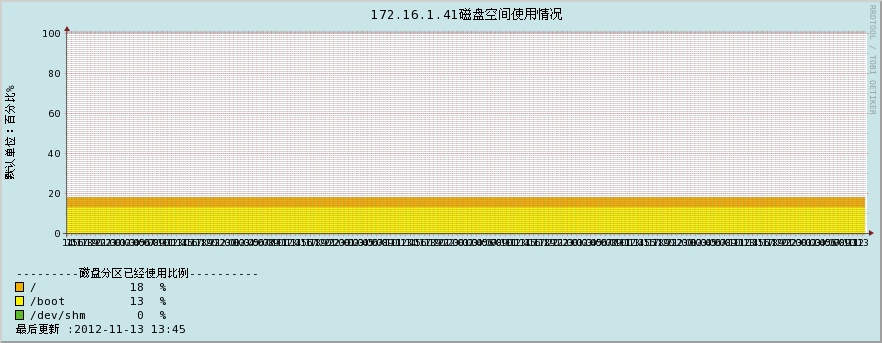 172.16.1.41磁盘空间使用情况
RRDTOOL / TOBI OETIKER
默认单位:百分比%
100
80
60
40
20
0
---------磁盘分区已经使用比例----------
/ 18 %
/boot 13 %
/dev/shm 0 %
最后更新 :2012-11-13 13:45